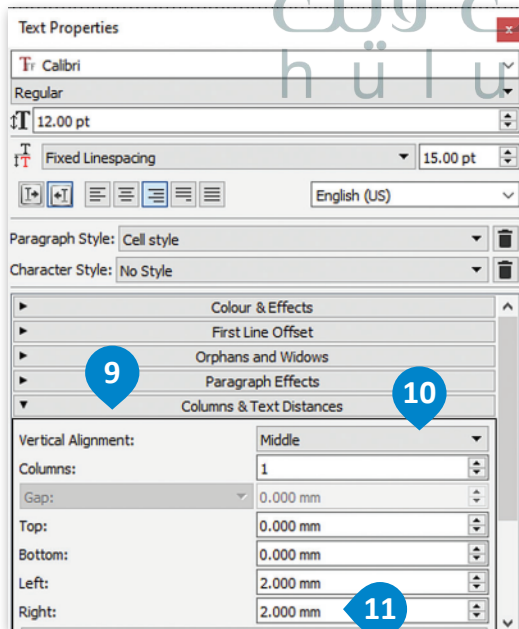 Text Properties
x
Calibri
Regular
12.00 pt
Fixed Linespacing 15.00 pt
English (US)
Paragraph Style: Cell style
Character Style: No Style
Colour & Effects
First Line Offset
Orphans and Widows
9
Paragraph Effects
10
Columns & Text Distances
Vertical Alignment: Middle
Columns: 1
Gap: 0.000 mm
Top: 0.000 mm
Bottom: 0.000 mm
Left: 2.000 mm
Right: 2.000 mm
11